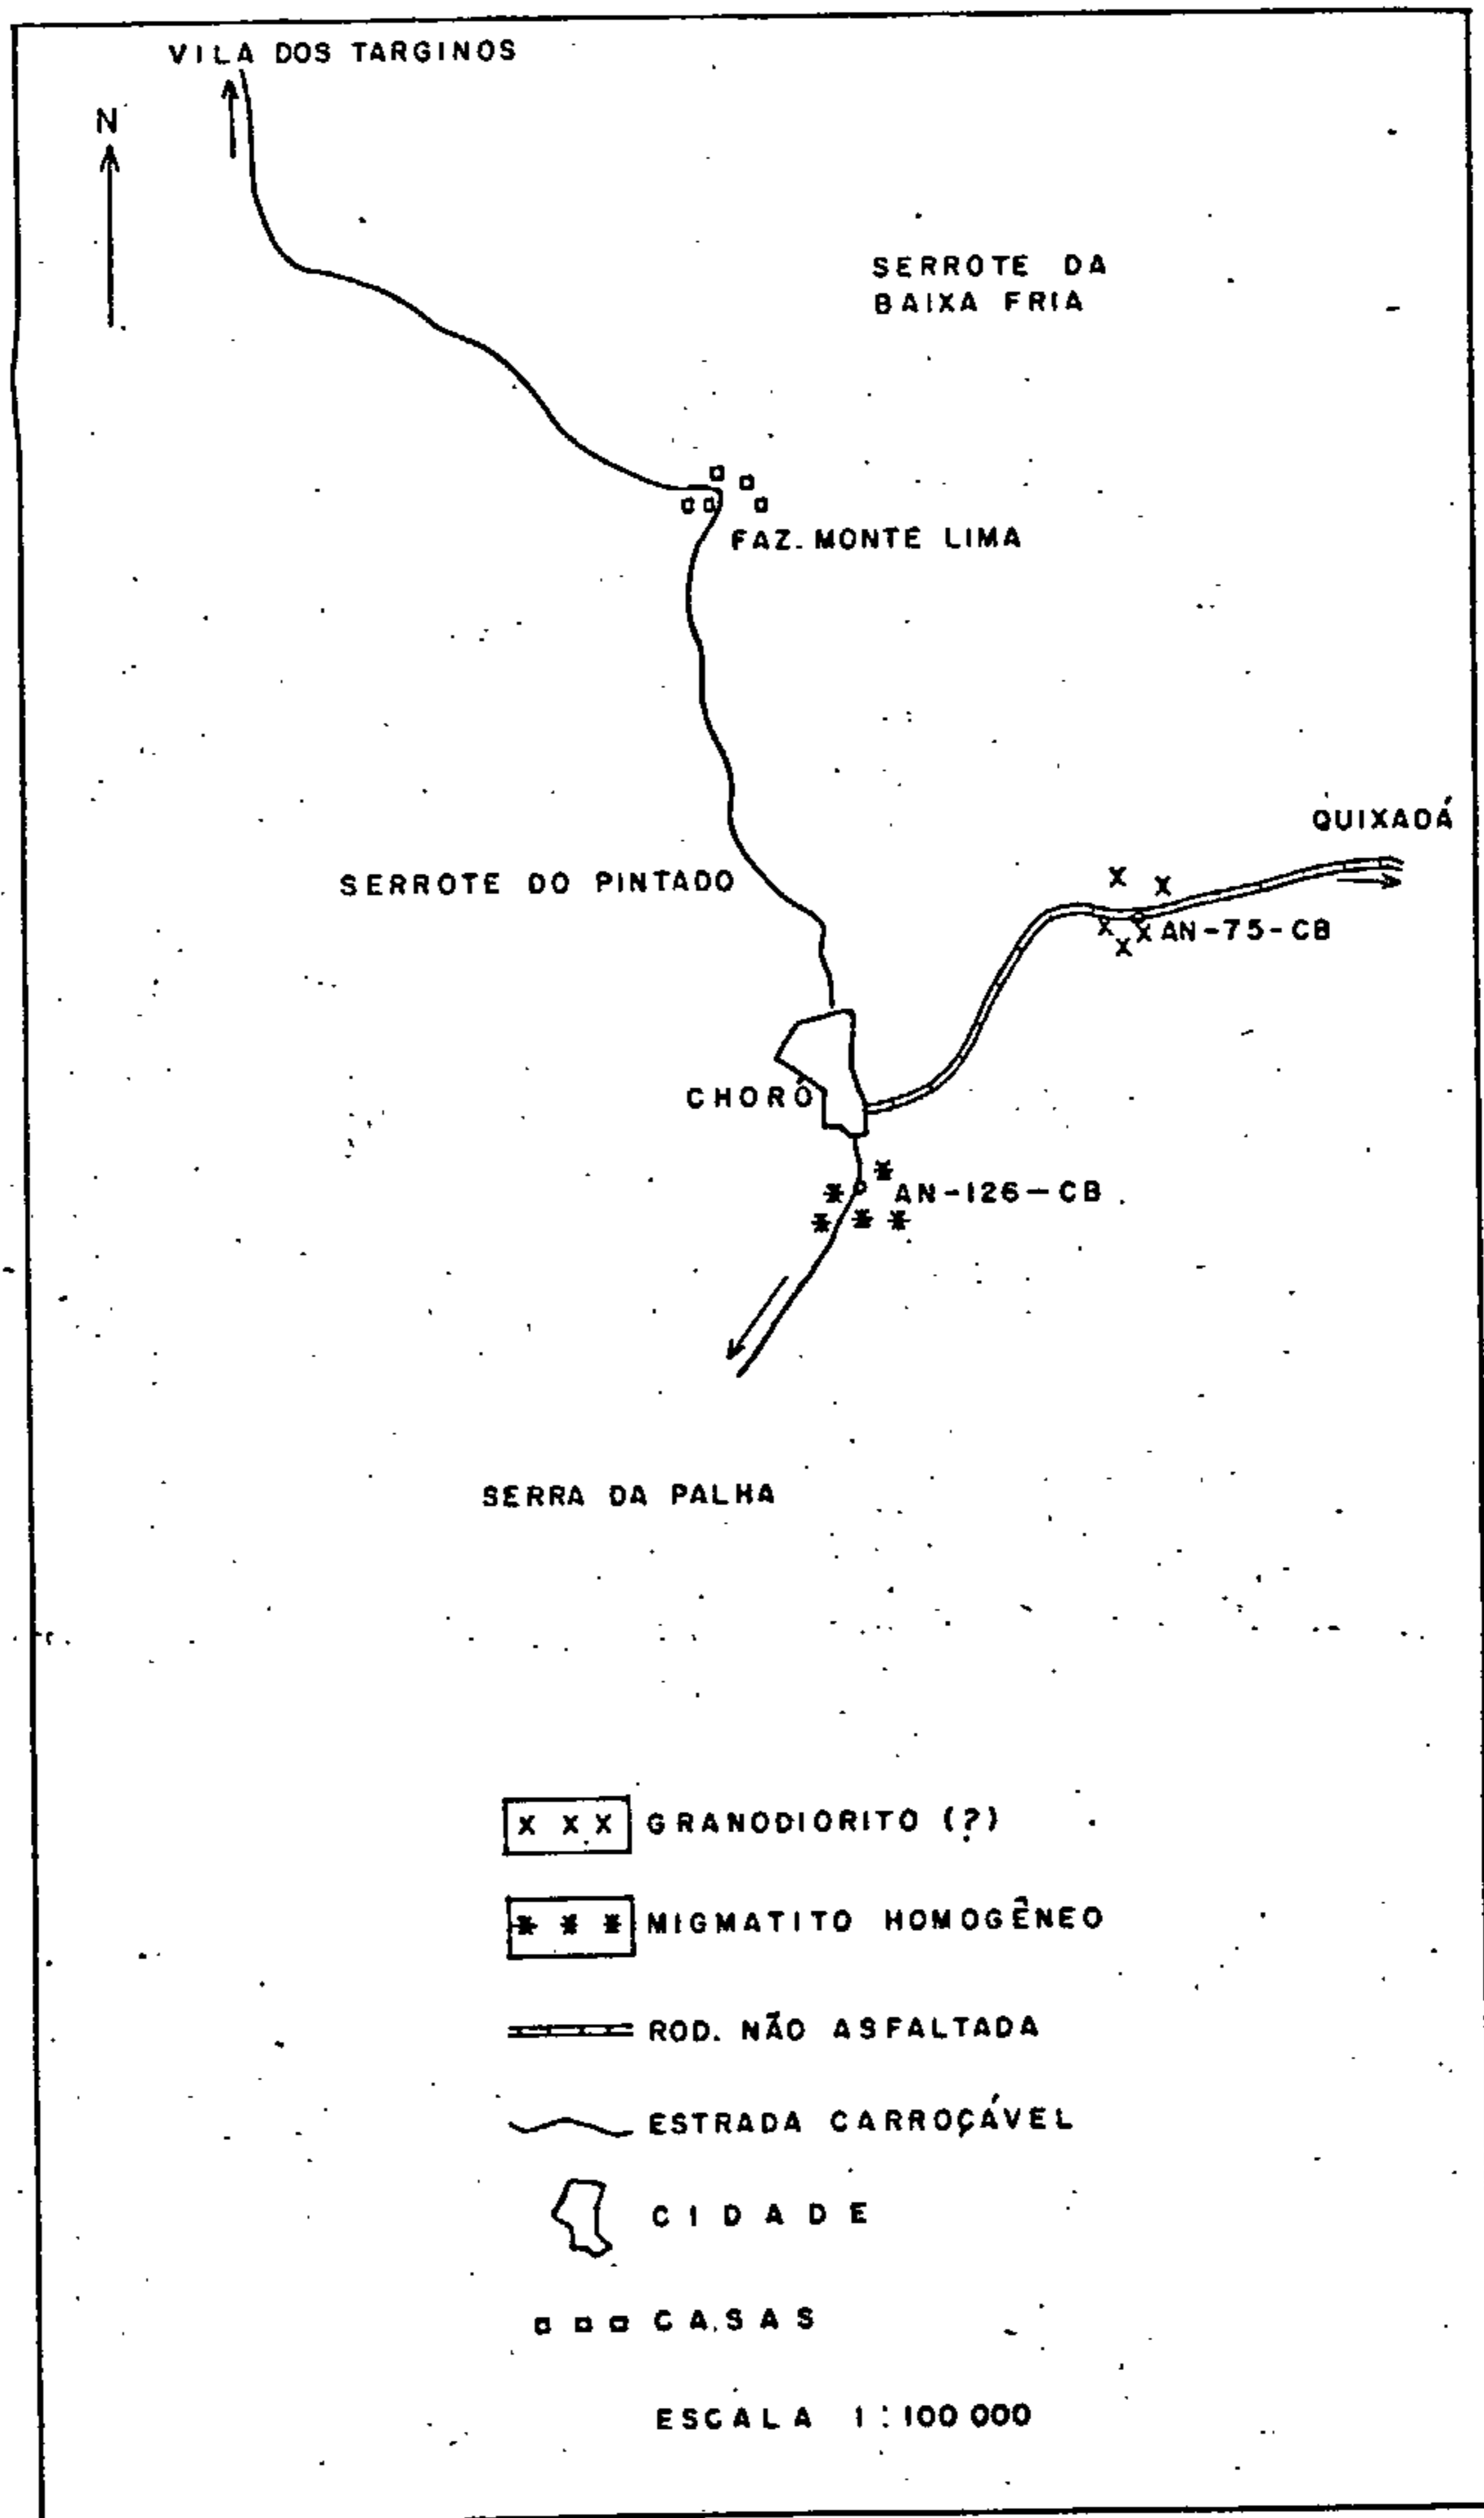 VILA DOS TARGINOS
N
SERROTE DA
BAIXA FRIA
FAZ. MONTE LIMA
QUIXADÁ
SERROTE DO PINTADO
X X
X X X AN-75-CB
CHORÓ
AN-126-CB
SERRA DA PALHA
X X X GRANODIORITO (?)
* * * MIGMATITO HOMOGÊNEO
ROD. NÃO ASFALTADA
ESTRADA CARROÇÁVEL
CIDADE
CASAS
ESCALA 1:100 000